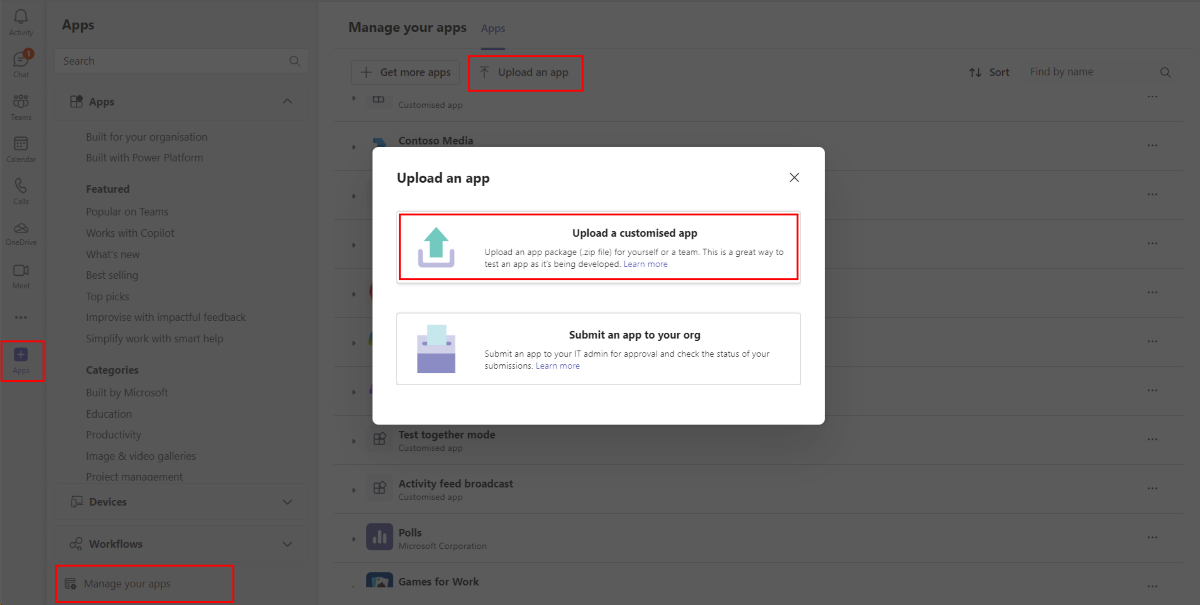 Activity
Chat
1
Teams
Calendar
Calls
OneDrive
Meet
Apps
Apps
Search
Apps
Built for your organisation
Built with Power Platform
Featured
Popular on Teams
Works with Copilot
What's new
Best selling
Top picks
Improvise with impactful feedback
Simplify work with smart help
Categories
Built by Microsoft
Education
Productivity
Image & video galleries
Project management
Devices
Workflows
Manage your apps
Manage your apps
Apps
Get more apps
Upload an app
Sort
Find by name
Customised app
Contoso Media
Upload an app
Upload a customised app
Upload an app package (.zip file) for yourself or a team. This is a great way to
test an app as it's being developed. Learn more
Submit an app to your org
Submit an app to your IT admin for approval and check the status of your
submissions. Learn more
Test together mode
Customised app
Activity feed broadcast
Customised app
Polls
Microsoft Corporation
Games for Work